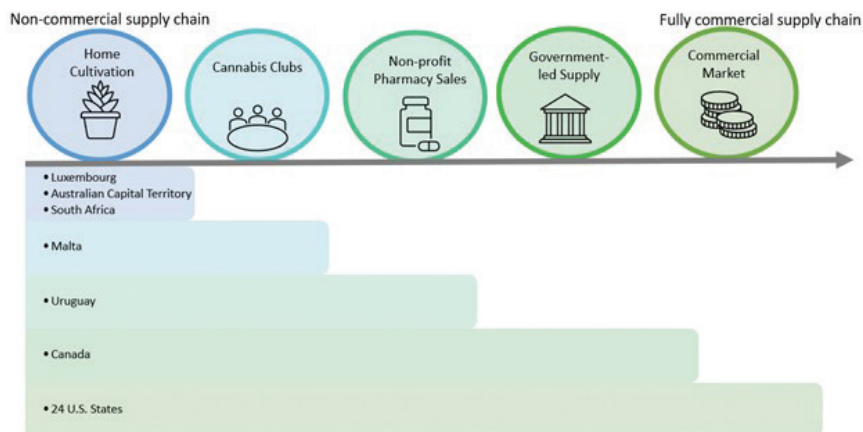 Non-commercial supply chain
Fully commercial supply chain
Home
Cultivation
Cannabis Clubs
Non-profit
Pharmacy Sales
Government-
led Supply
Commercial
Market
• Luxembourg
• Australian Capital Territory
• South Africa
• Malta
• Uruguay
• Canada
• 24 U.S. States